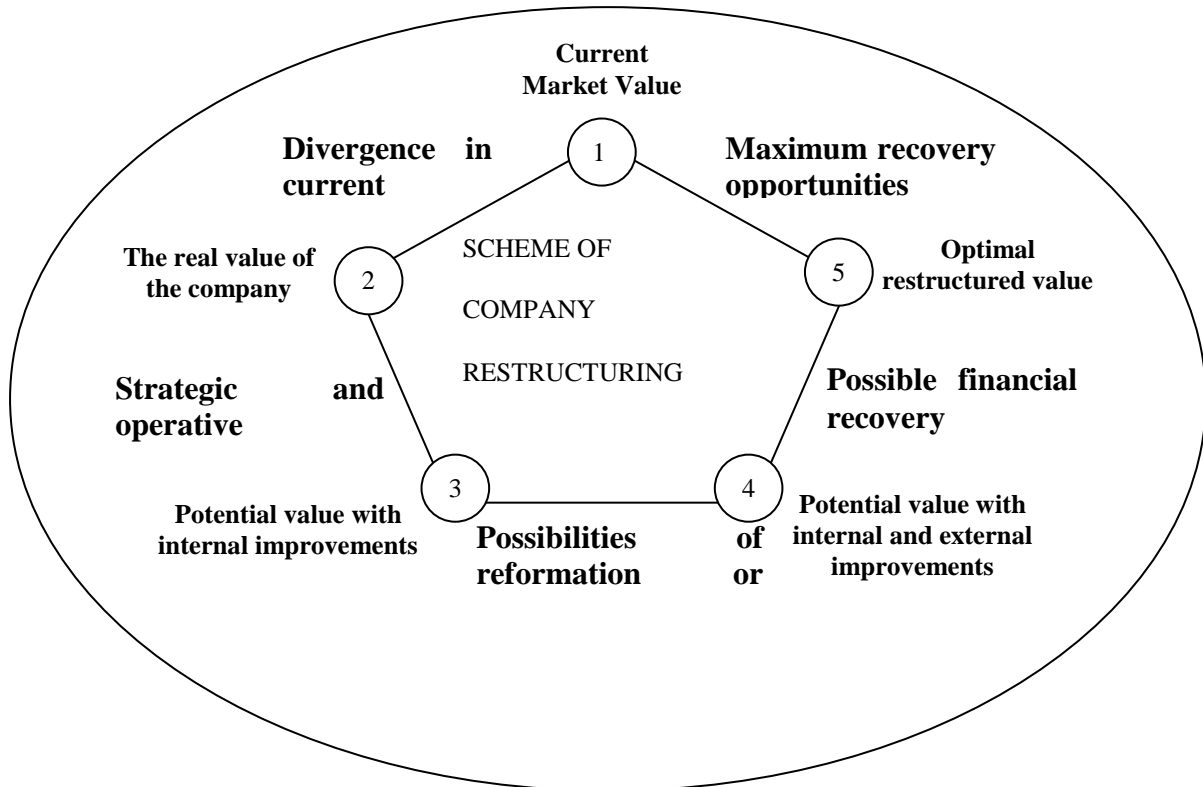 Current
Market Value
1
Divergence in
current
Maximum recovery
opportunities
The real value of
the company
2
SCHEME OF
COMPANY
RESTRUCTURING
5
Optimal
restructured value
Strategic and
operative
Possible financial
recovery
3
4
Potential value with
internal improvements
Possibilities of
reformation or
Potential value with
internal and external
improvements